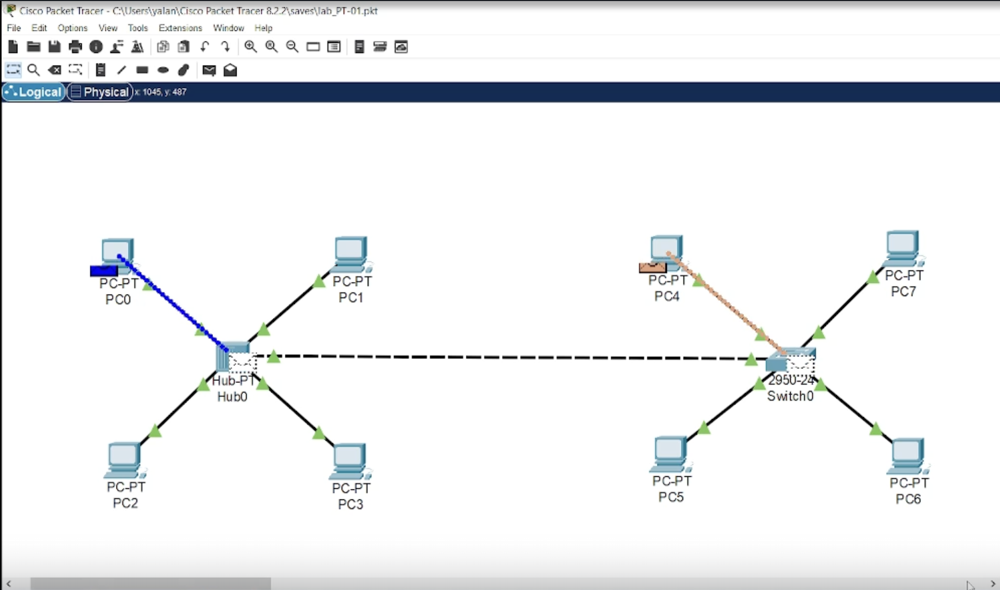 Cisco Packet Tracer - C:\Users\yalan\Cisco Packet Tracer 8.2.2\saves\lab_PT-01.pkt
File Edit Options View Tools Extensions Window Help
Logical Physical x: 1045, y: 487
PC-PT
PC0
PC-PT
PC1
PC-PT
PC4
PC-PT
PC7
Hub-PT
Hub0
2950-24
Switch0
PC-PT
PC2
PC-PT
PC3
PC-PT
PC5
PC-PT
PC6